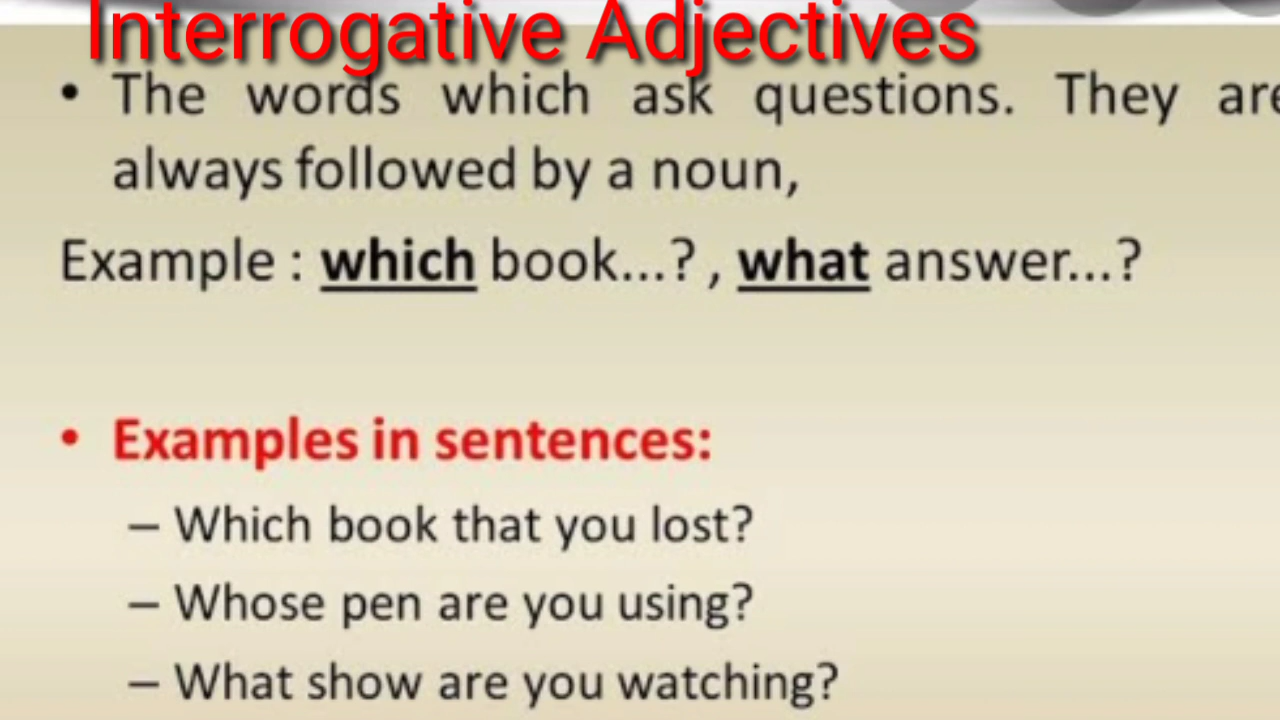 Interrogative Adjectives
• The words which ask questions. They are
always followed by a noun,
Example : which book...? , what answer...?
• Examples in sentences:
– Which book that you lost?
– Whose pen are you using?
– What show are you watching?